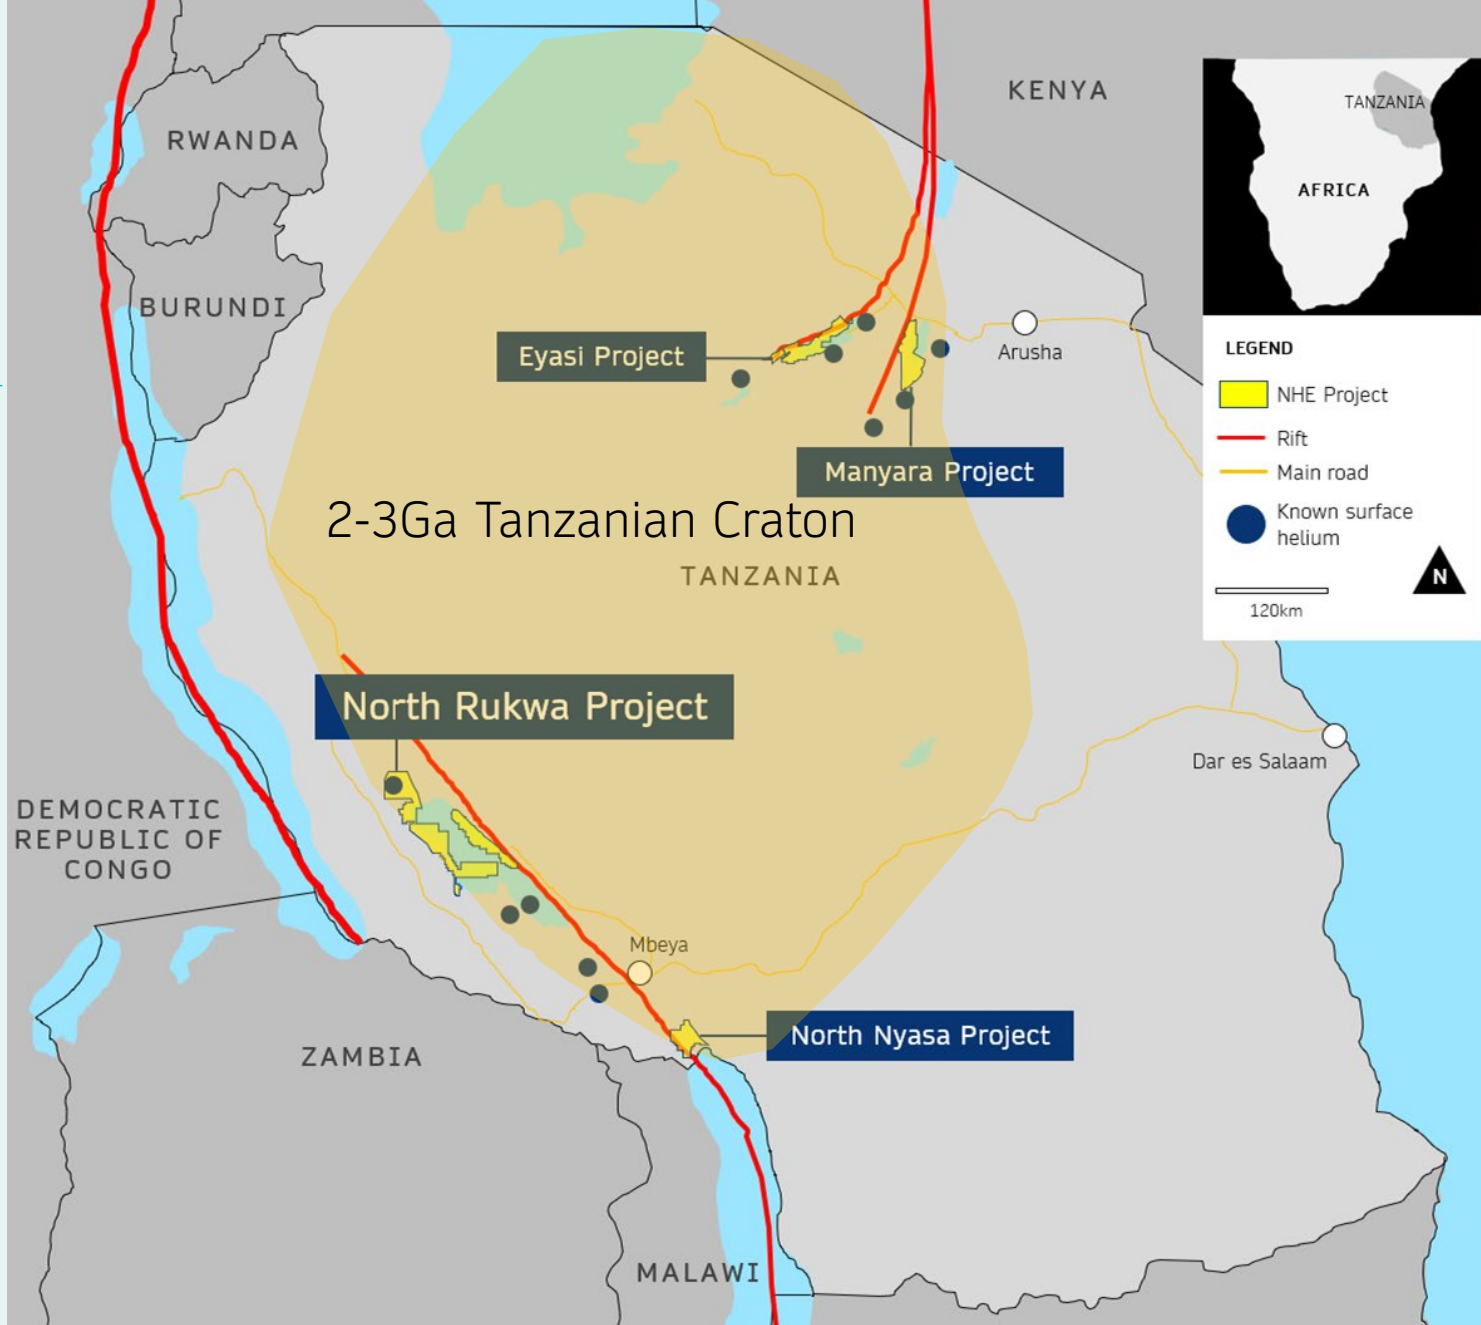 KENYA
RWANDA
BURUNDI
Eyasi Project
Arusha
Manyara Project
2-3Ga Tanzanian Craton
TANZANIA
North Rukwa Project
Dar es Salaam
DEMOCRATIC
REPUBLIC OF
CONGO
Mbeya
North Nyasa Project
ZAMBIA
MALAWI
TANZANIA
AFRICA
LEGEND
NHE Project
Rift
Main road
Known surface
helium
N
120km